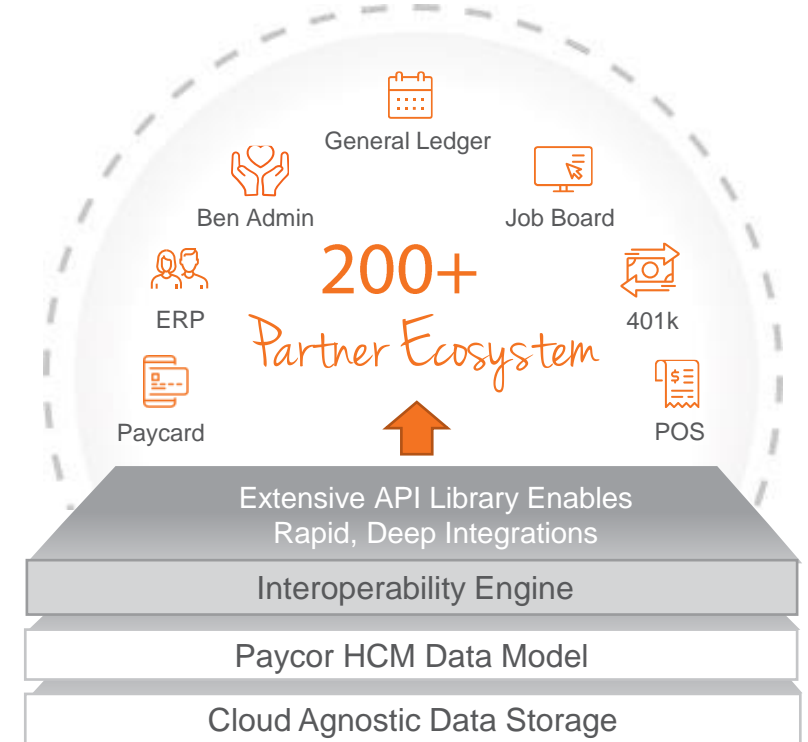 General Ledger
Ben Admin
Job Board
200+
ERP
401k
Partner Ecosystem
Paycard
POS
Extensive API Library Enables
Rapid, Deep Integrations
Interoperability Engine
Paycor HCM Data Model
Cloud Agnostic Data Storage